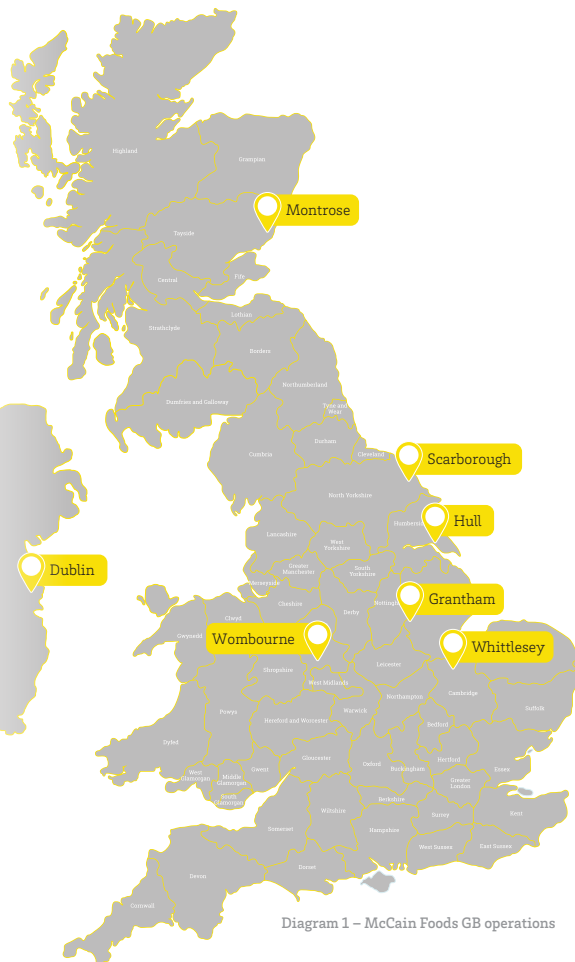 Highland
Grampian
Montrose
Tayside
Fife
Central
Lothian
Strathclyde
Borders
Northumberland
Dumfries and Galloway
Tyne and
Wear
Durham
Cumbria
Cleveland
Scarborough
North Yorkshire
Hull
Lancashire
West
Yorkshire
Greater
Manchester
South
Yorkshire
Dublin
Merseyside
Grantham
Cheshire
Derby
Clwyd
Gwynedd
Wombourne
Whittlesey
Shropshire
Leicester
West Midlands
Cambridge
Northampton
Powys
Hereford and Worcester
Warwick
Suffolk
Bedford
Dyfed
Gloucester
Oxford
Buckingham
Hertford
Essex
Gwent
West
Glamorgan
Middle
Glamorgan
South
Glamorgan
Greater
London
Berkshire
Wiltshire
Surrey
Kent
Somerset
Hampshire
West Sussex
East Sussex
Devon
Dorset
Cornwall
Diagram 1 – McCain Foods GB operations